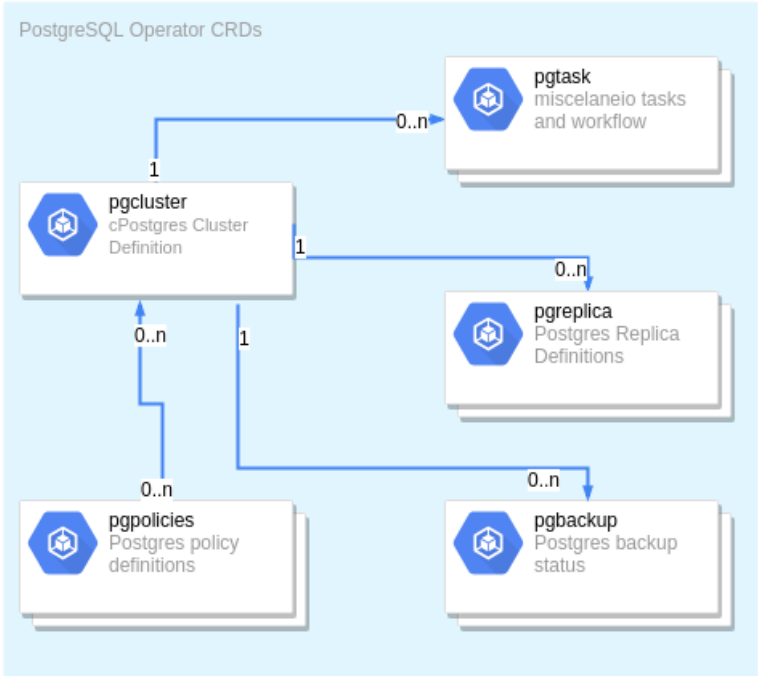 PostgreSQL Operator CRDs
pgtask
miscelaneio tasks
and workflow
0..n
1
pgcluster
cPostgres Cluster
Definition
1
0..n
pgreplica
Postgres Replica
Definitions
0..n
1
0..n
0..n
pgpolicies
Postgres policy
definitions
pgbackup
Postgres backup
status